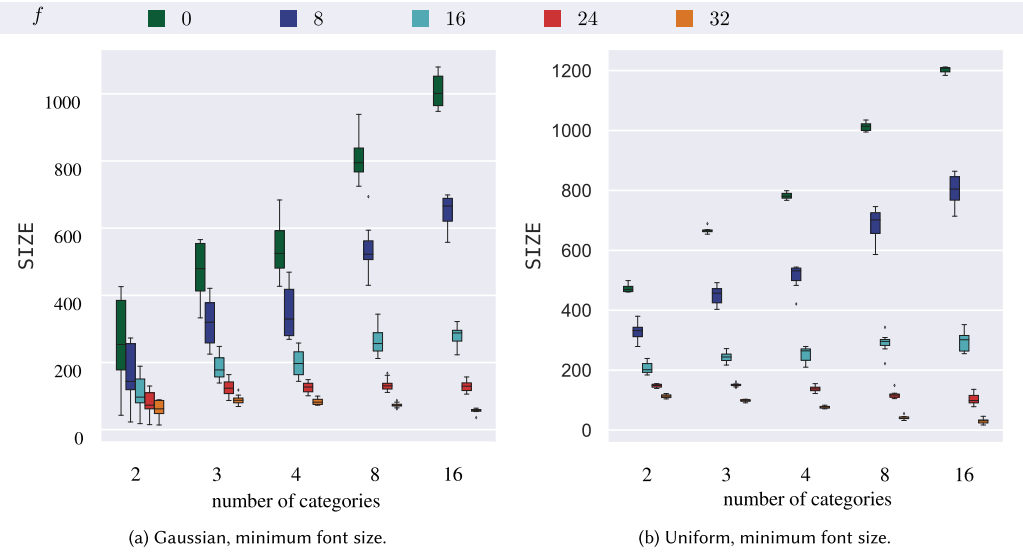 f 0 8 16 24 32
SIZE
1000
800
600
400
200
0
2 3 4 8 16
number of categories
(a) Gaussian, minimum font size.
SIZE
1200
1000
800
600
400
200
0
2 3 4 8 16
number of categories
(b) Uniform, minimum font size.